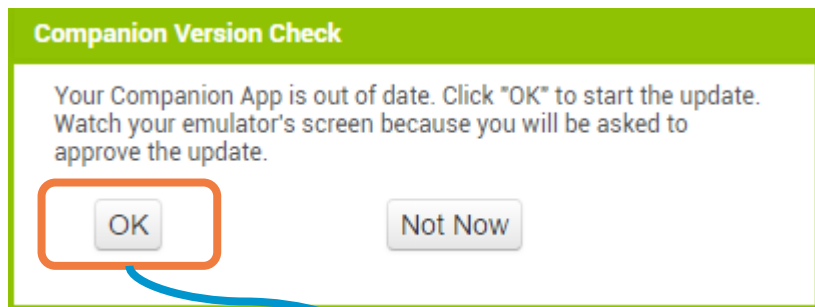 Companion Version Check
Your Companion App is out of date. Click "OK" to start the update.
Watch your emulator's screen because you will be asked to
approve the update.
OK Not Now